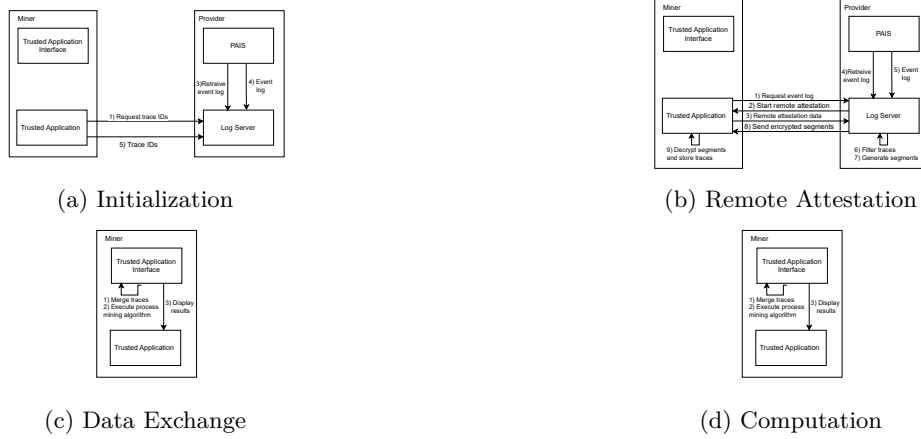 Miner
Trusted Application
Interface
Trusted Application
Provider
PAIS
3)Retreive
event log
4) Event
log
1) Request trace IDs
Log Server
5) Trace IDs
(a) Initialization
Miner
Trusted Application
Interface
Trusted Application
Provider
PAIS
4)Retreive
event log
5) Event
log
1) Request event log
2) Start remote attestation
3) Remote attestation data
8) Send encrypted segments
Log Server
9) Decrypt segments
and store traces
6) Filter traces
7) Generate segments
(b) Remote Attestation
Miner
Trusted Application
Interface
1) Merge traces
2) Execute process
mining algorithm
3) Display
results
Trusted Application
(c) Data Exchange
Miner
Trusted Application
Interface
1) Merge traces
2) Execute process
mining algorithm
3) Display
results
Trusted Application
(d) Computation